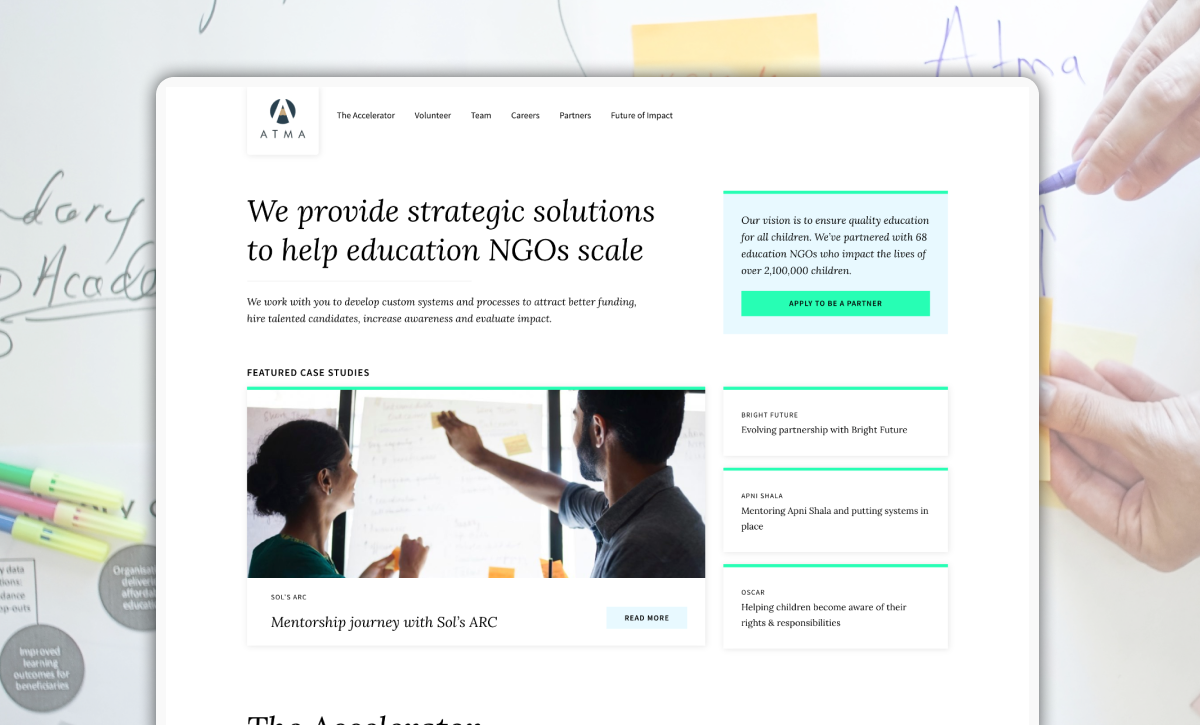 Atma
ATMA
The Accelerator Volunteer Team Careers Partners Future of Impact
We provide strategic solutions
to help education NGOs scale
We work with you to develop custom systems and processes to attract better funding,
hire talented candidates, increase awareness and evaluate impact.
Our vision is to ensure quality education
for all children. We've partnered with 68
education NGOs who impact the lives of
over 2,100,000 children.
APPLY TO BE A PARTNER
FEATURED CASE STUDIES
SOL'S ARC
Mentorship journey with Sol's ARC
READ MORE
BRIGHT FUTURE
Evolving partnership with Bright Future
APNI SHALA
Mentoring Apni Shala and putting systems in
place
OSCAR
Helping children become aware of their
rights & responsibilities
The Accelerator
Improved
learning
outcomes for
beneficiaries